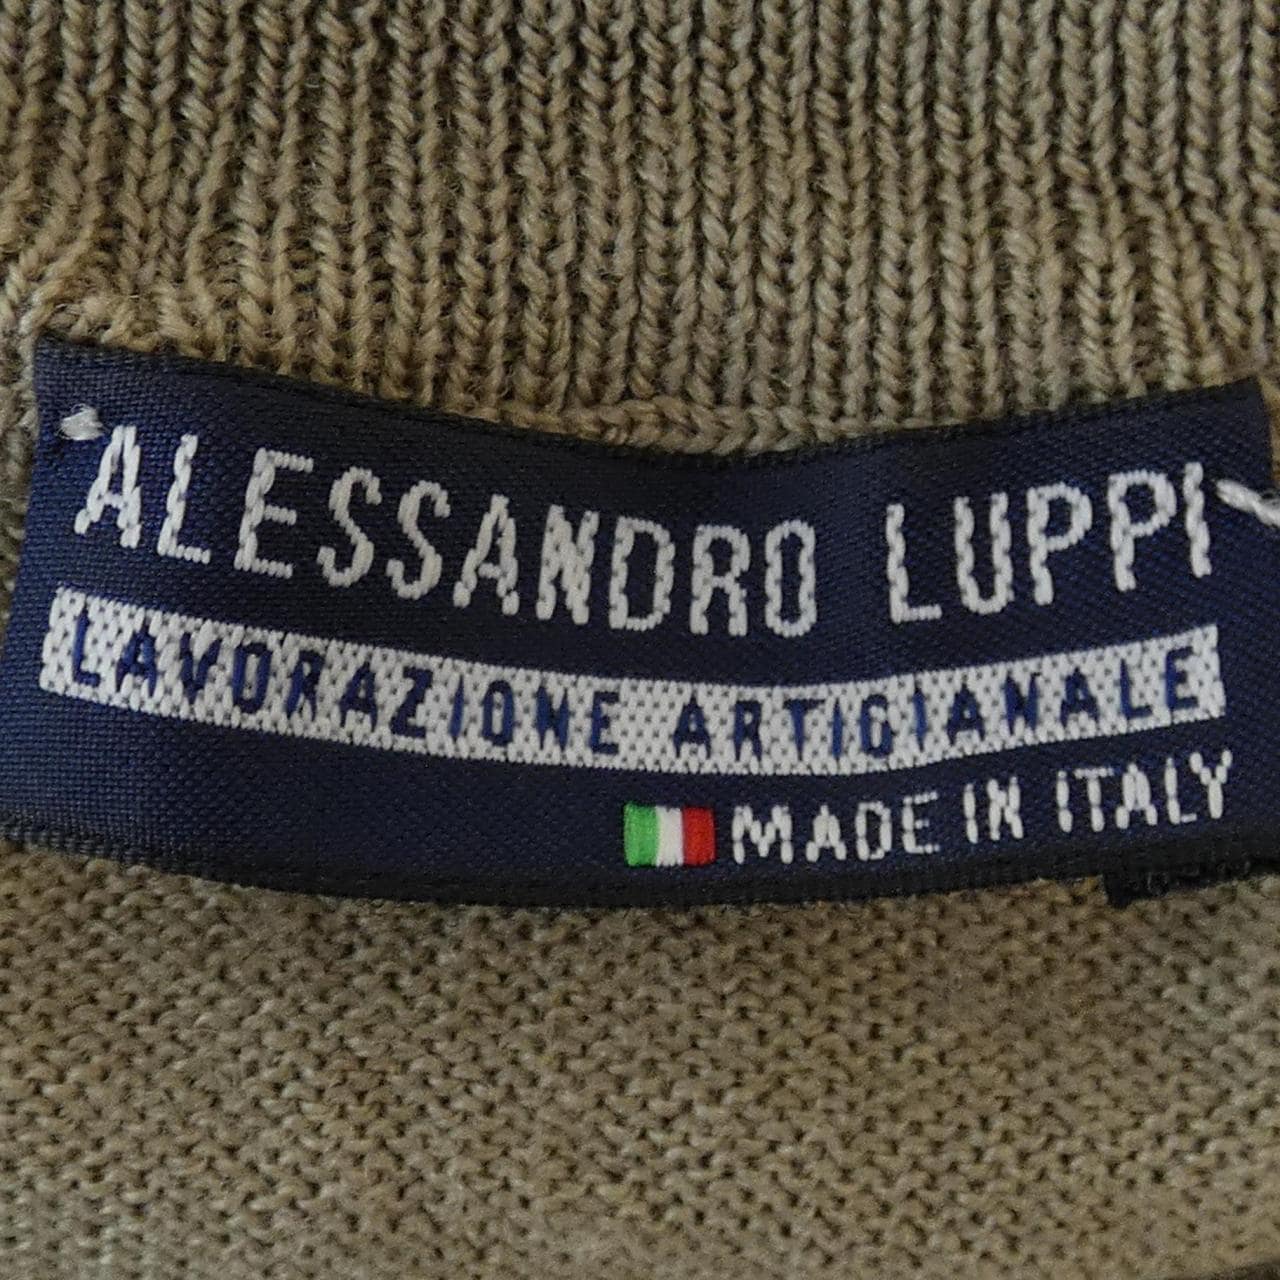 ALESSANDRO LUPPI
LAVORAZIONE ARTIGIANALE
MADE IN ITALY